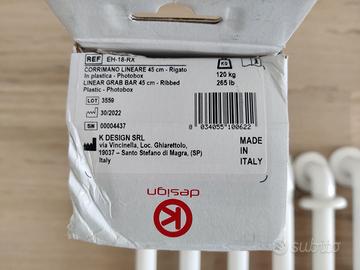 REF EH-18-RX
CORRIMANO LINEARE 45 cm - Rigato
In plastica - Photobox
LINEAR GRAB BAR 45 cm - Ribbed
Plastic - Photobox
KG
120 kg
265 lb
LOT 3559
30/2022
SN 00004437
8 034055 100622
K DESIGN SRL
via Vincinella, Loc. Ghiarettolo,
19037 – Santo Stefano di Magra, (SP)
Italy
MADE
IN
ITALY
design
K
subito